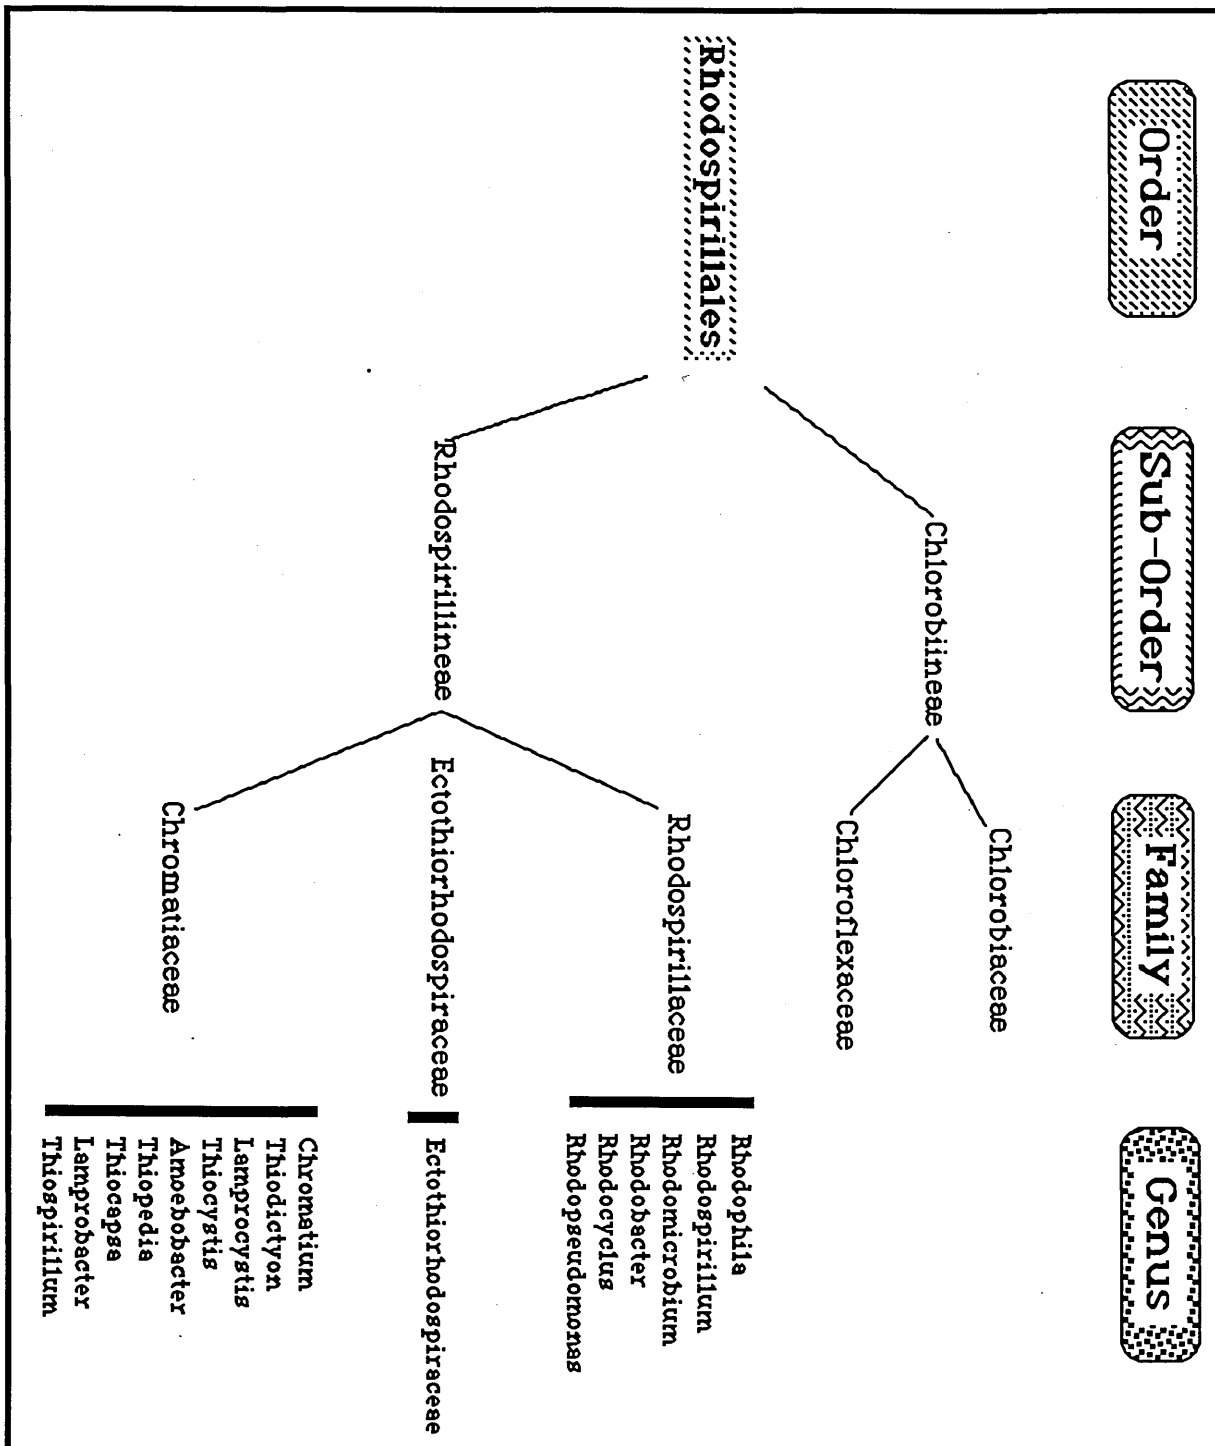 Order
Sub-Order
Family
Genus
Rhodospirillales
Chlorobiineae
Chlorobiaceae
Chloroflexaceae
Rhodospirillineae
Rhodospirillaceae
Rhodophila
Rhodospirillum
Rhodomicrobium
Rhodobacter
Rhodocyclus
Rhodopseudomonas
Ectothiorhodospiraceae
Ectothiorhodospiraceae
Chromatiaceae
Chromatium
Thiodictyon
Lamprocystis
Thiocystis
Amoebobacter
Thiopedia
Thiocapsa
Lamprobacter
Thiospirillum